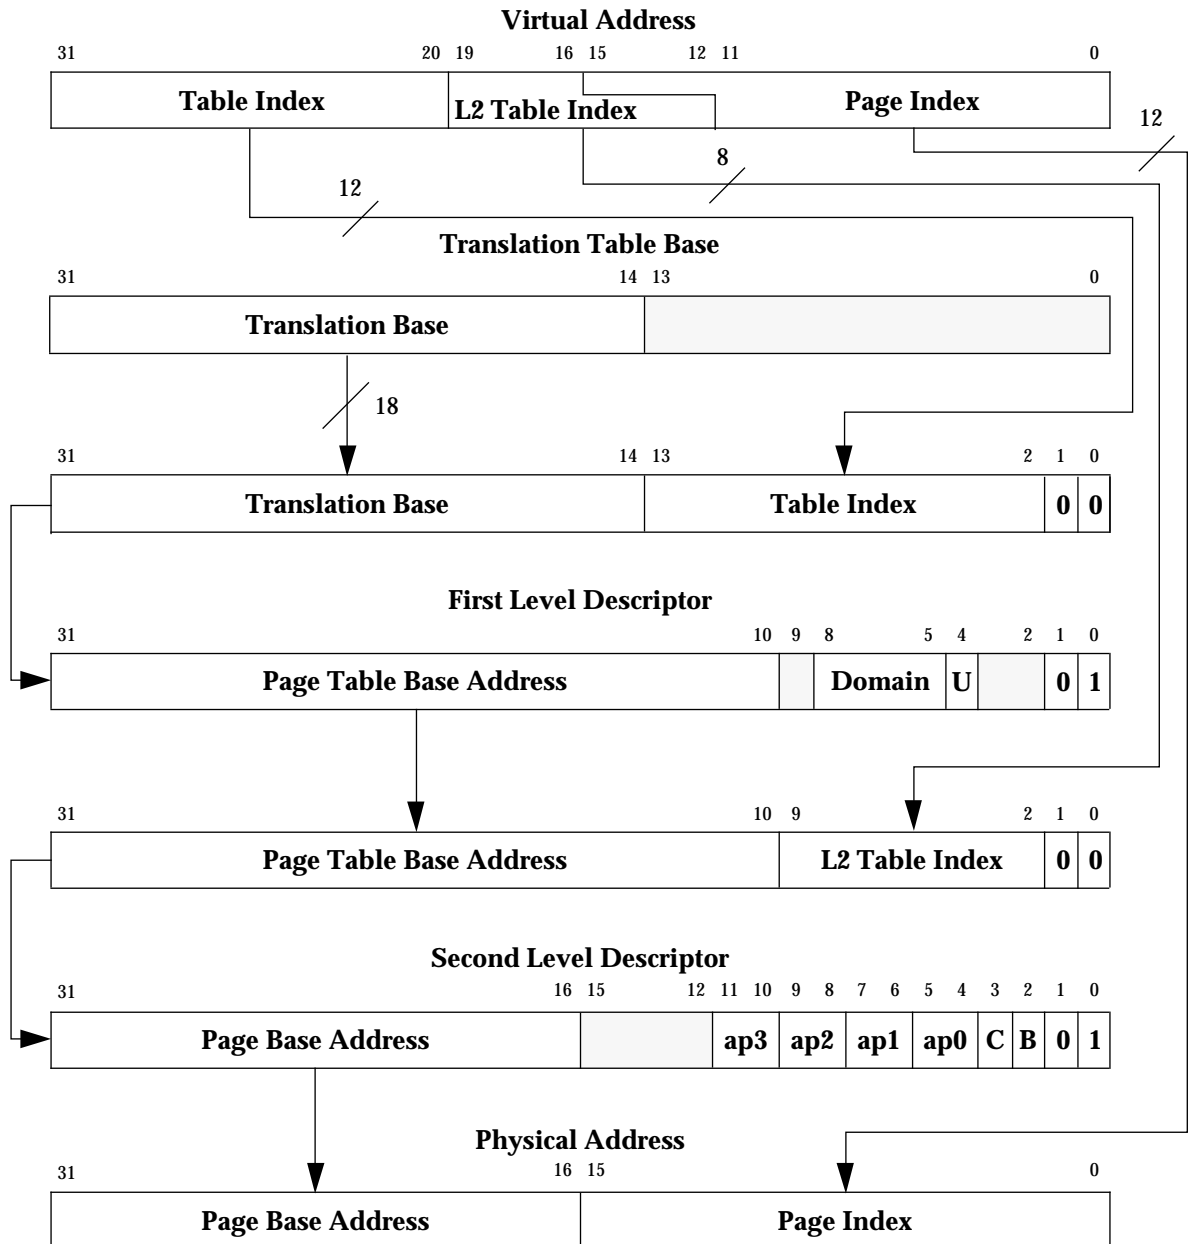 Virtual Address
31 20 19 16 15 12 11 0
Table Index L2 Table Index Page Index
12
8
12
Translation Table Base
31 14 13 0
Translation Base
18
31 14 13 2 1 0
Translation Base Table Index 0 0
First Level Descriptor
31 10 9 8 5 4 2 1 0
Page Table Base Address Domain U 0 1
31 10 9 2 1 0
Page Table Base Address L2 Table Index 0 0
Second Level Descriptor
31 16 15 12 11 10 9 8 7 6 5 4 3 2 1 0
Page Base Address ap3 ap2 ap1 ap0 C B 0 1
Physical Address
31 16 15 0
Page Base Address Page Index